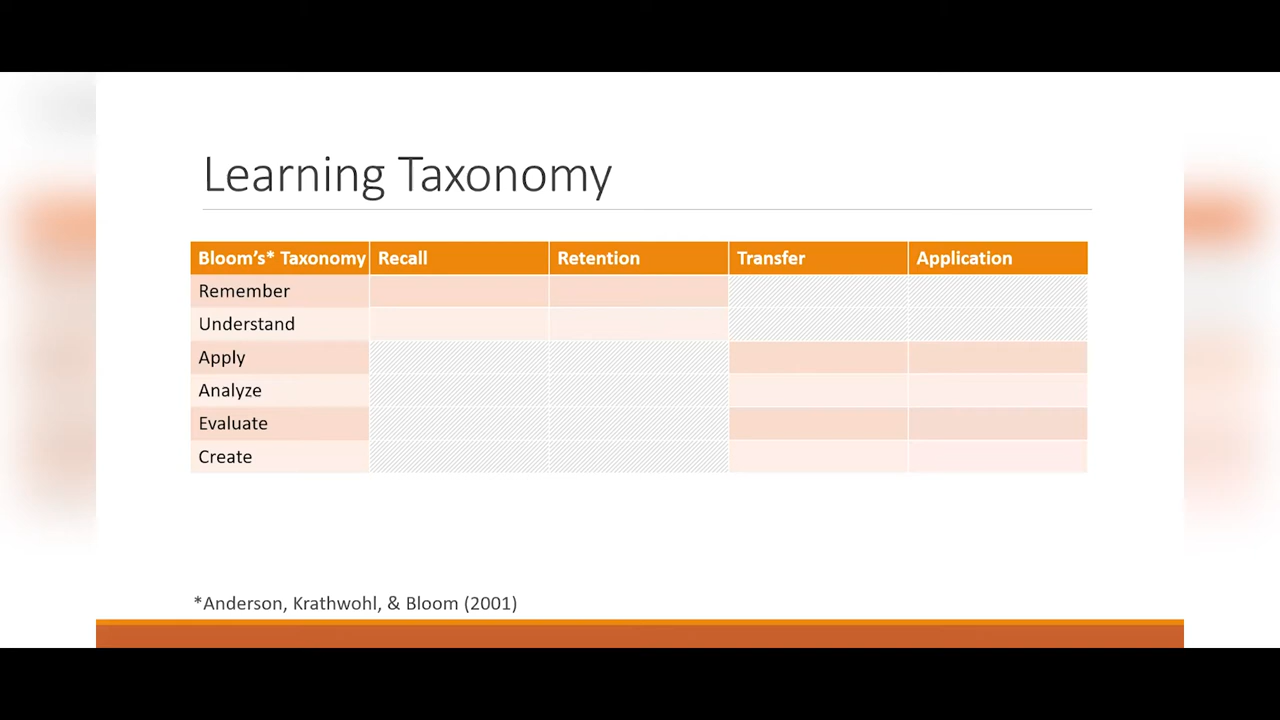 Learning Taxonomy
Bloom's* Taxonomy Recall Retention Transfer Application
Remember
Understand
Apply
Analyze
Evaluate
Create
*Anderson, Krathwohl, & Bloom (2001)